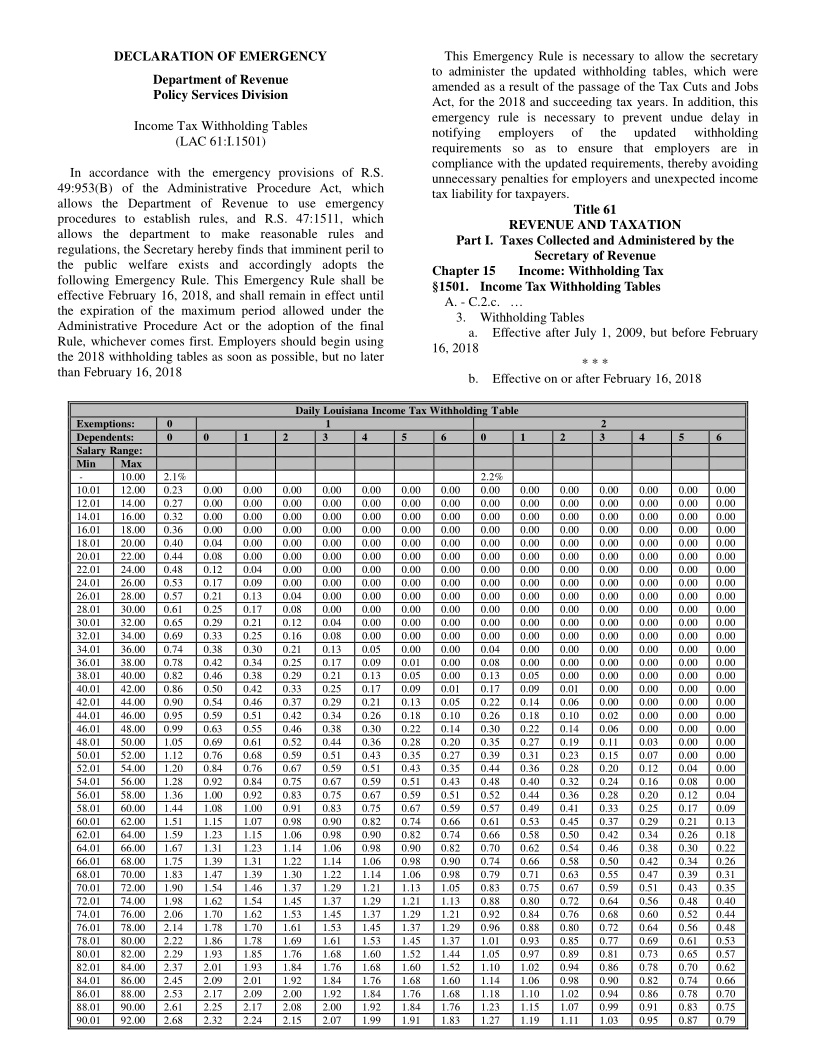 DECLARATION OF EMERGENCY
Department of Revenue
Policy Services Division
Income Tax Withholding Tables
(LAC 61:I.1501)
In accordance with the emergency provisions of R.S.
49:953(B) of the Administrative Procedure Act, which
allows the Department of Revenue to use emergency
procedures to establish rules, and R.S. 47:1511, which
allows the department to make reasonable rules and
regulations, the Secretary hereby finds that imminent peril to
the public welfare exists and accordingly adopts the
following Emergency Rule. This Emergency Rule shall be
effective February 16, 2018, and shall remain in effect until
the expiration of the maximum period allowed under the
Administrative Procedure Act or the adoption of the final
Rule, whichever comes first. Employers should begin using
the 2018 withholding tables as soon as possible, but no later
than February 16, 2018
This Emergency Rule is necessary to allow the secretary
to administer the updated withholding tables, which were
amended as a result of the passage of the Tax Cuts and Jobs
Act, for the 2018 and succeeding tax years. In addition, this
emergency rule is necessary to prevent undue delay in
notifying employers of the updated withholding
requirements so as to ensure that employers are in
compliance with the updated requirements, thereby avoiding
unnecessary penalties for employers and unexpected income
tax liability for taxpayers.
Title 61
REVENUE AND TAXATION
Part I. Taxes Collected and Administered by the
Secretary of Revenue
Chapter 15 Income: Withholding Tax
§1501. Income Tax Withholding Tables
A. - C.2.c. …
3. Withholding Tables
a. Effective after July 1, 2009, but before February
16, 2018
* * *
b. Effective on or after February 16, 2018
Daily Louisiana Income Tax Withholding Table
Exemptions: 0 1 2
Dependents: 0 0 1 2 3 4 5 6 0 1 2 3 4 5 6
Salary Range:
Min Max
- 10.00 2.1% 2.2%
10.01 12.00 0.23 0.00 0.00 0.00 0.00 0.00 0.00 0.00 0.00 0.00 0.00 0.00 0.00 0.00 0.00
12.01 14.00 0.27 0.00 0.00 0.00 0.00 0.00 0.00 0.00 0.00 0.00 0.00 0.00 0.00 0.00 0.00
14.01 16.00 0.32 0.00 0.00 0.00 0.00 0.00 0.00 0.00 0.00 0.00 0.00 0.00 0.00 0.00 0.00
16.01 18.00 0.36 0.00 0.00 0.00 0.00 0.00 0.00 0.00 0.00 0.00 0.00 0.00 0.00 0.00 0.00
18.01 20.00 0.40 0.04 0.00 0.00 0.00 0.00 0.00 0.00 0.00 0.00 0.00 0.00 0.00 0.00 0.00
20.01 22.00 0.44 0.08 0.00 0.00 0.00 0.00 0.00 0.00 0.00 0.00 0.00 0.00 0.00 0.00 0.00
22.01 24.00 0.48 0.12 0.04 0.00 0.00 0.00 0.00 0.00 0.00 0.00 0.00 0.00 0.00 0.00 0.00
24.01 26.00 0.53 0.17 0.09 0.00 0.00 0.00 0.00 0.00 0.00 0.00 0.00 0.00 0.00 0.00 0.00
26.01 28.00 0.57 0.21 0.13 0.04 0.00 0.00 0.00 0.00 0.00 0.00 0.00 0.00 0.00 0.00 0.00
28.01 30.00 0.61 0.25 0.17 0.08 0.00 0.00 0.00 0.00 0.00 0.00 0.00 0.00 0.00 0.00 0.00
30.01 32.00 0.65 0.29 0.21 0.12 0.04 0.00 0.00 0.00 0.00 0.00 0.00 0.00 0.00 0.00 0.00
32.01 34.00 0.69 0.33 0.25 0.16 0.08 0.00 0.00 0.00 0.00 0.00 0.00 0.00 0.00 0.00 0.00
34.01 36.00 0.74 0.38 0.30 0.21 0.13 0.05 0.00 0.00 0.04 0.00 0.00 0.00 0.00 0.00 0.00
36.01 38.00 0.78 0.42 0.34 0.25 0.17 0.09 0.01 0.00 0.08 0.00 0.00 0.00 0.00 0.00 0.00
38.01 40.00 0.82 0.46 0.38 0.29 0.21 0.13 0.05 0.00 0.13 0.05 0.00 0.00 0.00 0.00 0.00
40.01 42.00 0.86 0.50 0.42 0.33 0.25 0.17 0.09 0.01 0.17 0.09 0.01 0.00 0.00 0.00 0.00
42.01 44.00 0.90 0.54 0.46 0.37 0.29 0.21 0.13 0.05 0.22 0.14 0.06 0.00 0.00 0.00 0.00
44.01 46.00 0.95 0.59 0.51 0.42 0.34 0.26 0.18 0.10 0.26 0.18 0.10 0.02 0.00 0.00 0.00
46.01 48.00 0.99 0.63 0.55 0.46 0.38 0.30 0.22 0.14 0.30 0.22 0.14 0.06 0.00 0.00 0.00
48.01 50.00 1.05 0.69 0.61 0.52 0.44 0.36 0.28 0.20 0.35 0.27 0.19 0.11 0.03 0.00 0.00
50.01 52.00 1.12 0.76 0.68 0.59 0.51 0.43 0.35 0.27 0.39 0.31 0.23 0.15 0.07 0.00 0.00
52.01 54.00 1.20 0.84 0.76 0.67 0.59 0.51 0.43 0.35 0.44 0.36 0.28 0.20 0.12 0.04 0.00
54.01 56.00 1.28 0.92 0.84 0.75 0.67 0.59 0.51 0.43 0.48 0.40 0.32 0.24 0.16 0.08 0.00
56.01 58.00 1.36 1.00 0.92 0.83 0.75 0.67 0.59 0.51 0.52 0.44 0.36 0.28 0.20 0.12 0.04
58.01 60.00 1.44 1.08 1.00 0.91 0.83 0.75 0.67 0.59 0.57 0.49 0.41 0.33 0.25 0.17 0.09
60.01 62.00 1.51 1.15 1.07 0.98 0.90 0.82 0.74 0.66 0.61 0.53 0.45 0.37 0.29 0.21 0.13
62.01 64.00 1.59 1.23 1.15 1.06 0.98 0.90 0.82 0.74 0.66 0.58 0.50 0.42 0.34 0.26 0.18
64.01 66.00 1.67 1.31 1.23 1.14 1.06 0.98 0.90 0.82 0.70 0.62 0.54 0.46 0.38 0.30 0.22
66.01 68.00 1.75 1.39 1.31 1.22 1.14 1.06 0.98 0.90 0.74 0.66 0.58 0.50 0.42 0.34 0.26
68.01 70.00 1.83 1.47 1.39 1.30 1.22 1.14 1.06 0.98 0.79 0.71 0.63 0.55 0.47 0.39 0.31
70.01 72.00 1.90 1.54 1.46 1.37 1.29 1.21 1.13 1.05 0.83 0.75 0.67 0.59 0.51 0.43 0.35
72.01 74.00 1.98 1.62 1.54 1.45 1.37 1.29 1.21 1.13 0.88 0.80 0.72 0.64 0.56 0.48 0.40
74.01 76.00 2.06 1.70 1.62 1.53 1.45 1.37 1.29 1.21 0.92 0.84 0.76 0.68 0.60 0.52 0.44
76.01 78.00 2.14 1.78 1.70 1.61 1.53 1.45 1.37 1.29 0.96 0.88 0.80 0.72 0.64 0.56 0.48
78.01 80.00 2.22 1.86 1.78 1.69 1.61 1.53 1.45 1.37 1.01 0.93 0.85 0.77 0.69 0.61 0.53
80.01 82.00 2.29 1.93 1.85 1.76 1.68 1.60 1.52 1.44 1.05 0.97 0.89 0.81 0.73 0.65 0.57
82.01 84.00 2.37 2.01 1.93 1.84 1.76 1.68 1.60 1.52 1.10 1.02 0.94 0.86 0.78 0.70 0.62
84.01 86.00 2.45 2.09 2.01 1.92 1.84 1.76 1.68 1.60 1.14 1.06 0.98 0.90 0.82 0.74 0.66
86.01 88.00 2.53 2.17 2.09 2.00 1.92 1.84 1.76 1.68 1.18 1.10 1.02 0.94 0.86 0.78 0.70
88.01 90.00 2.61 2.25 2.17 2.08 2.00 1.92 1.84 1.76 1.23 1.15 1.07 0.99 0.91 0.83 0.75
90.01 92.00 2.68 2.32 2.24 2.15 2.07 1.99 1.91 1.83 1.27 1.19 1.11 1.03 0.95 0.87 0.79